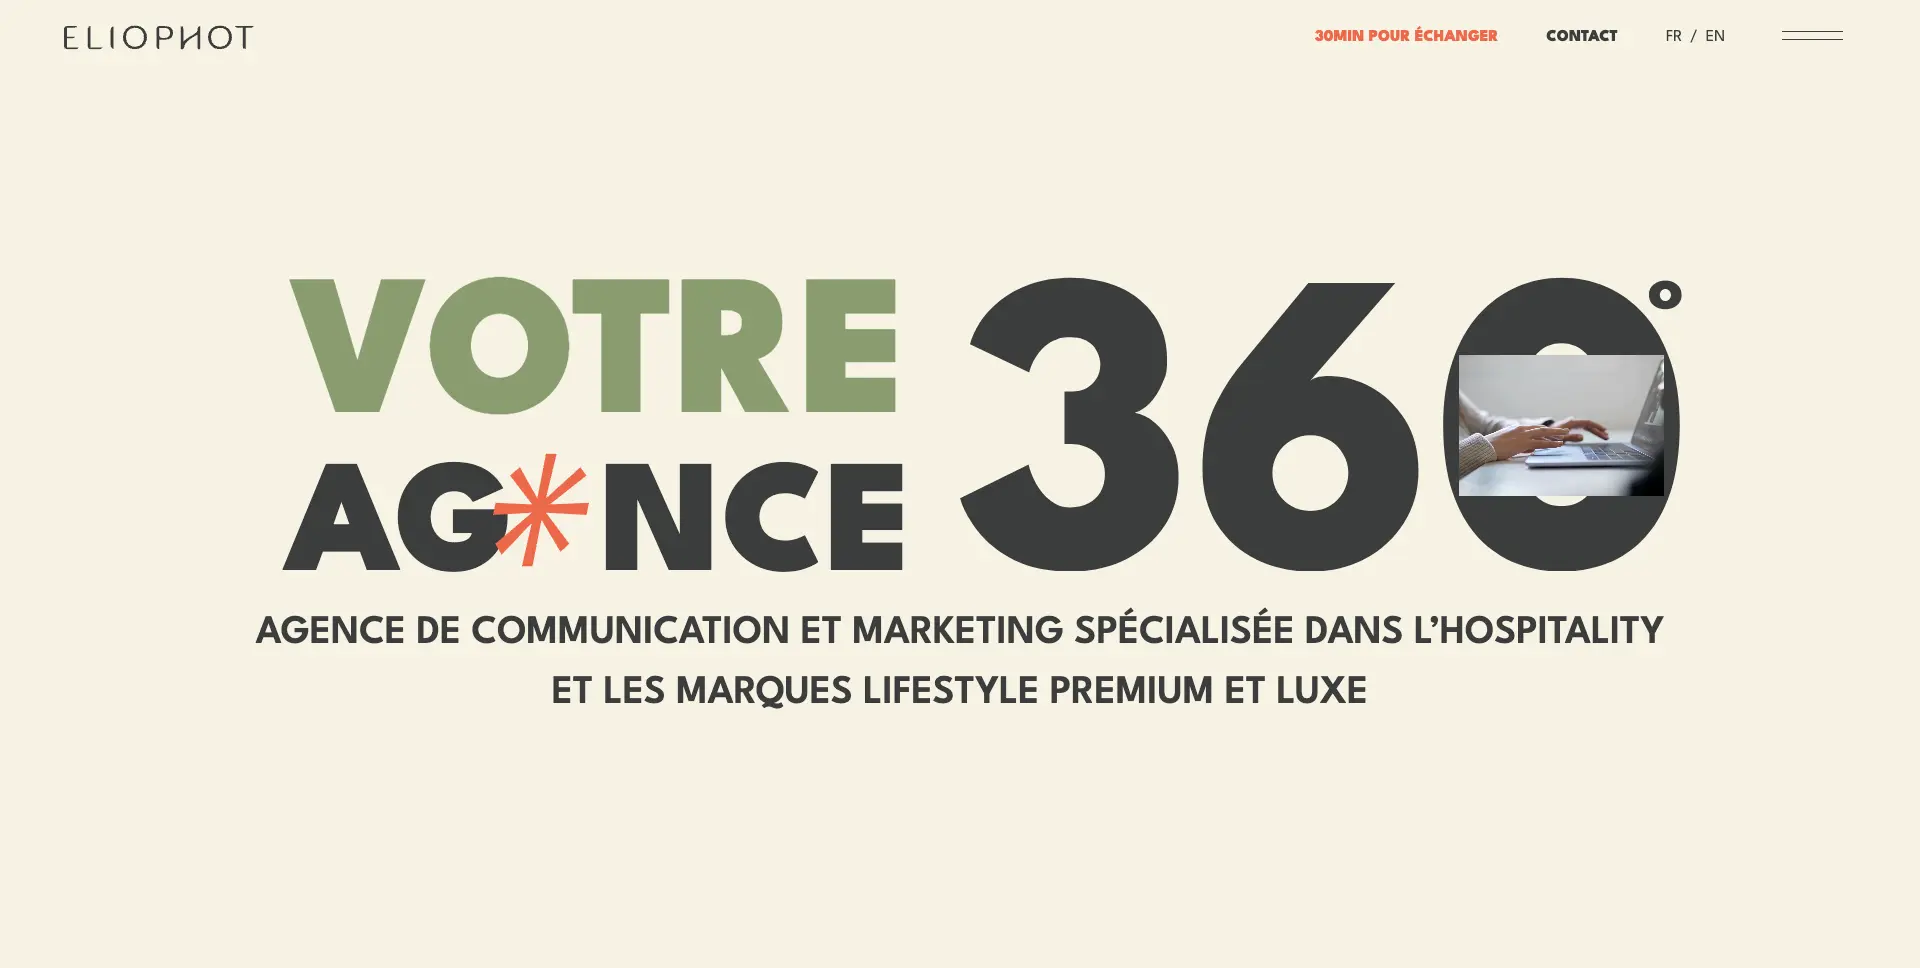 ELIOPHOT
30MIN POUR ÉCHANGER
CONTACT
FR / EN
VOTRE
AG*NCE
360°
AGENCE DE COMMUNICATION ET MARKETING SPÉCIALISÉE DANS L’HOSPITALITY
ET LES MARQUES LIFESTYLE PREMIUM ET LUXE